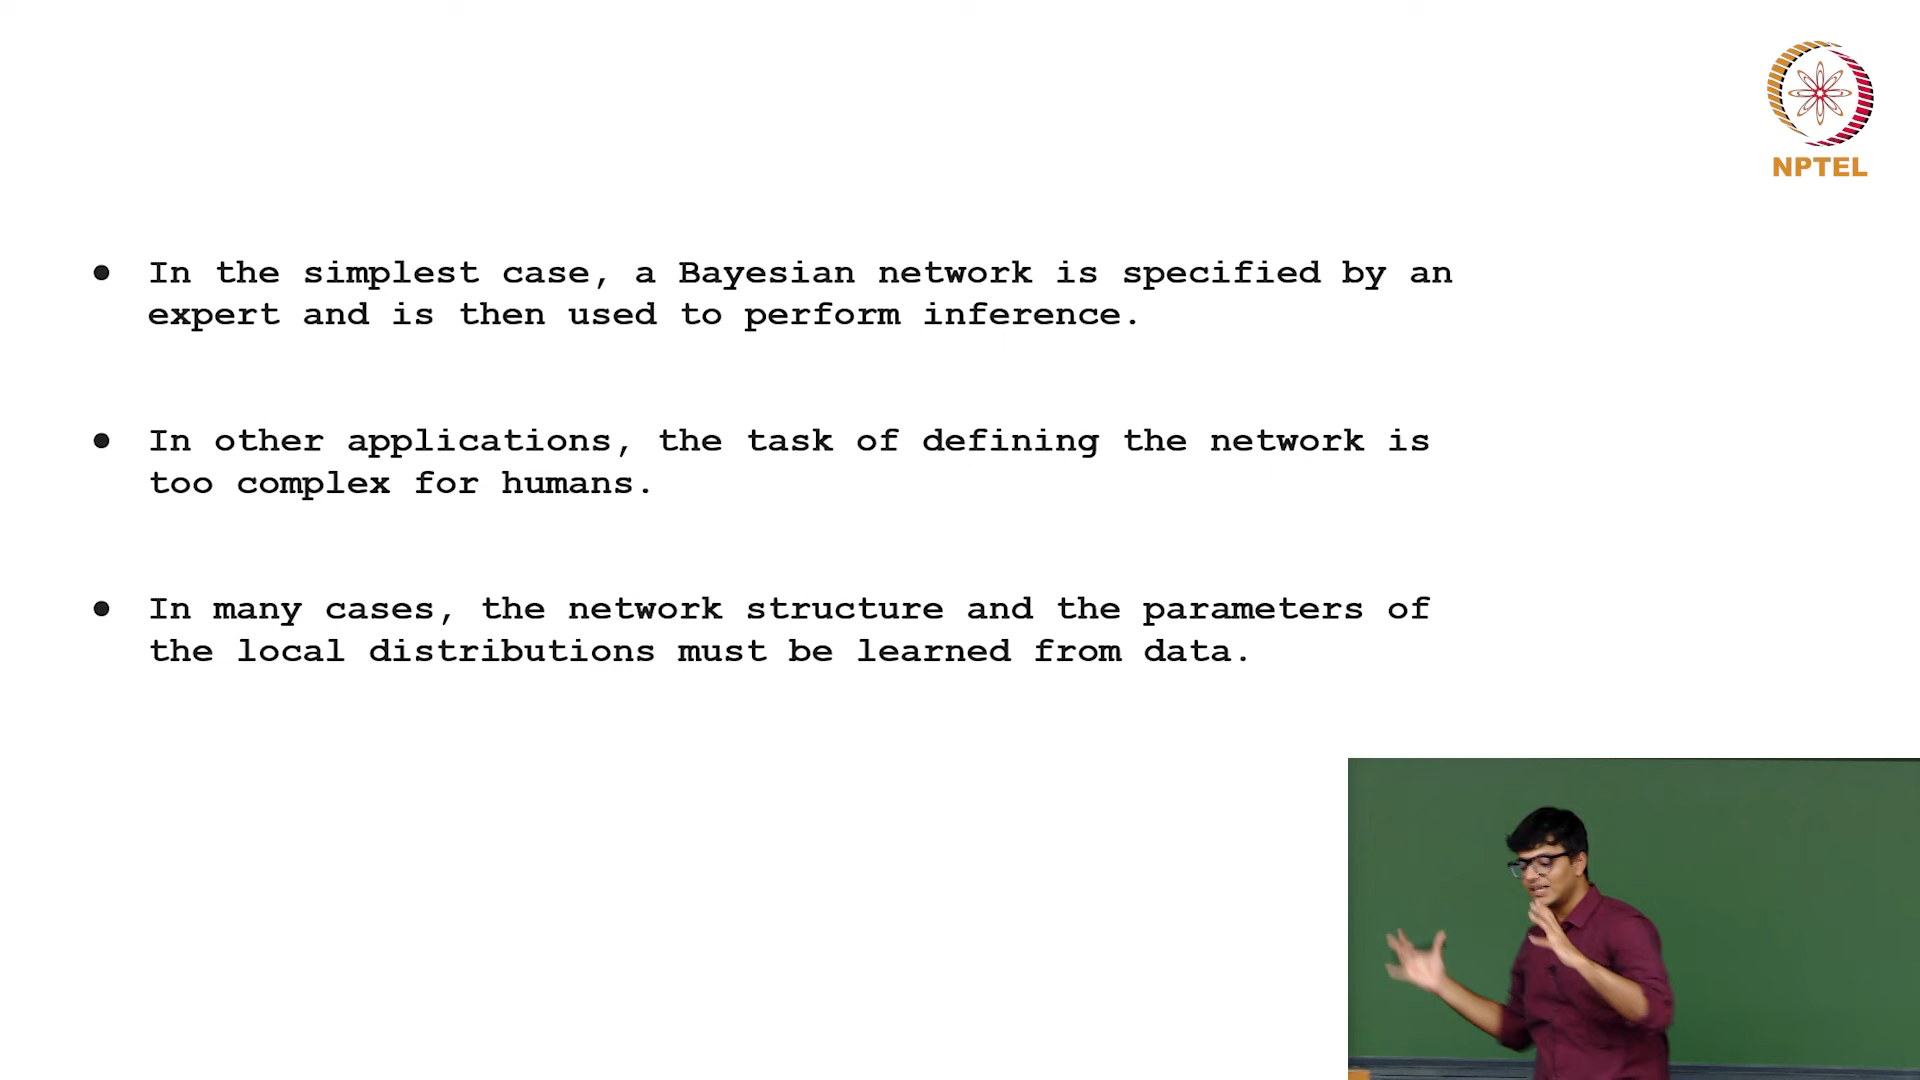 NPTEL
● In the simplest case, a Bayesian network is specified by an
expert and is then used to perform inference.
● In other applications, the task of defining the network is
too complex for humans.
● In many cases, the network structure and the parameters of
the local distributions must be learned from data.